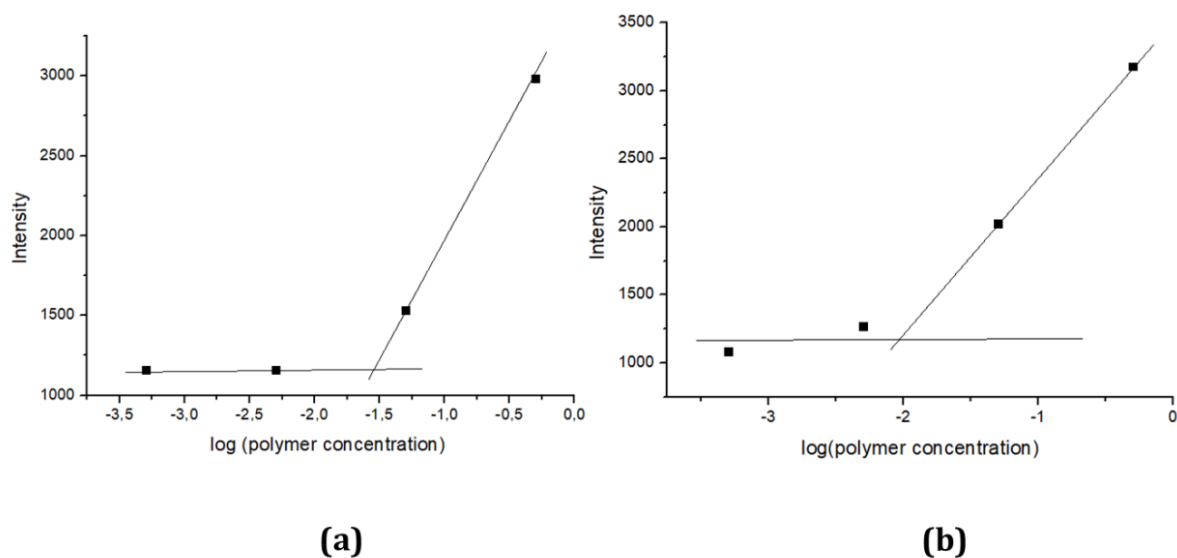 3000
2500
2000
1500
1000
Intensity
-3,5 -3,0 -2,5 -2,0 -1,5 -1,0 -0,5 0,0
log (polymer concentration)
(a)
3500
3000
2500
2000
1500
1000
Intensity
-3 -2 -1 0
log(polymer concentration)
(b)